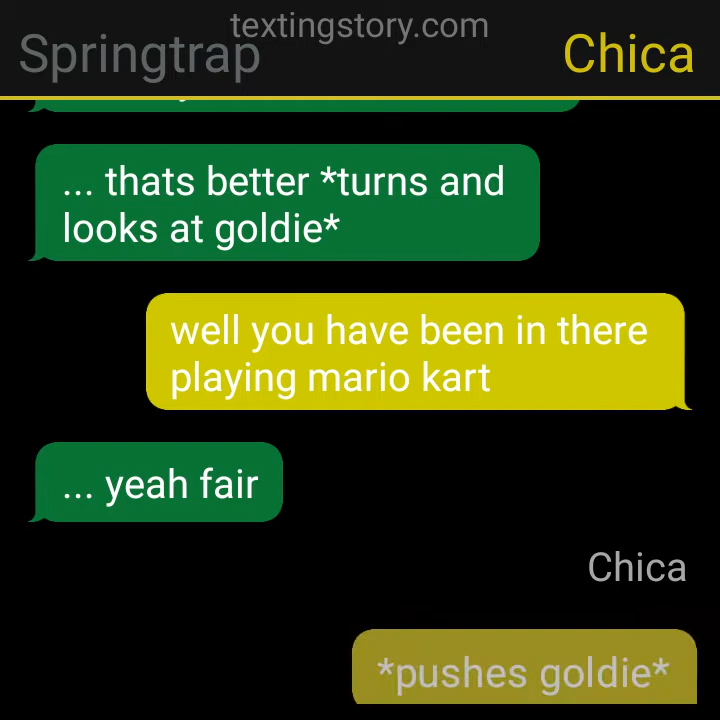 textingstory.com
Springtrap
Chica
... thats better *turns and
looks at goldie*
well you have been in there
playing mario kart
... yeah fair
Chica
*pushes goldie*